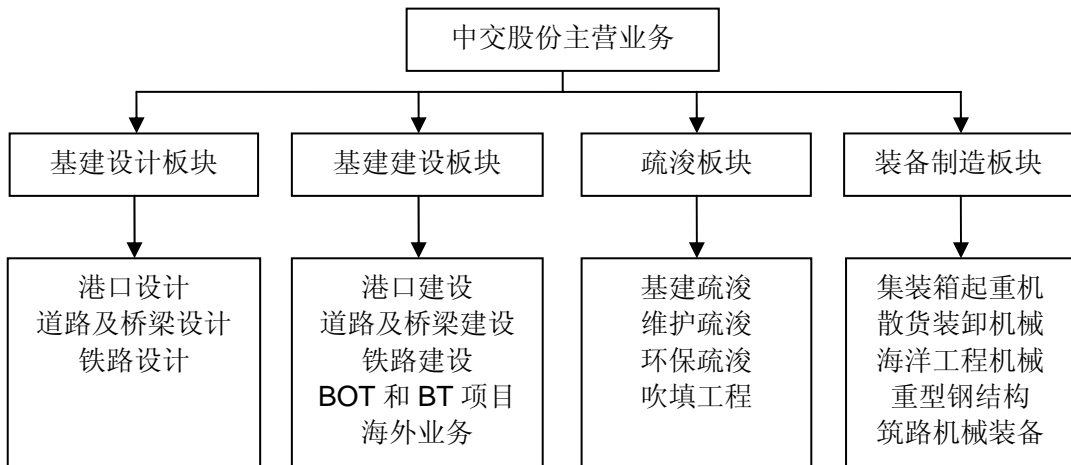 中交股份主营业务
基建设计板块
基建建设板块
疏浚板块
装备制造板块
港口设计
道路及桥梁设计
铁路设计
港口建设
道路及桥梁建设
铁路建设
BOT 和 BT 项目
海外业务
基建疏浚
维护疏浚
环保疏浚
吹填工程
集装箱起重机
散货装卸机械
海洋工程机械
重型钢结构
筑路机械装备